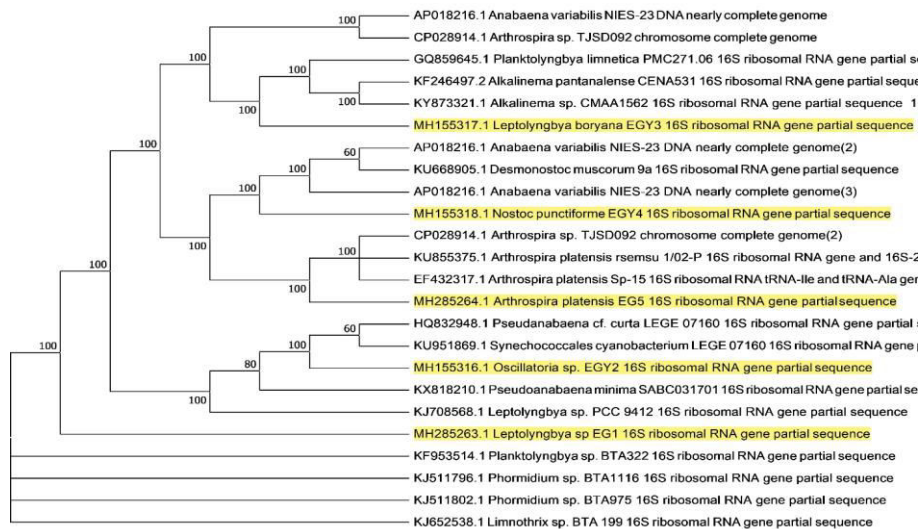 AP018216.1 Anabaena variabilis NIES-23 DNA nearly complete genome
100
CP028914.1 Arthrospira sp. TJSD092 chromosome complete genome
100
GQ859645.1 Planktolyngbya limnetica PMC271.06 16S ribosomal RNA gene partial
100
KF246497.2 Alkalinema pantanalense CENA531 16S ribosomal RNA gene partial
100
KY873321.1 Alkalinema sp. CMAA1562 16S ribosomal RNA gene partial sequence 1
100
MH155317.1 Leptolyngbya boryana EGY3 16S ribosomal RNA gene partial sequence
100
AP018216.1 Anabaena variabilis NIES-23 DNA nearly complete genome(2)
60
KU668905.1 Desmonostoc muscorum 9a 16S ribosomal RNA gene partial sequence
100
AP018216.1 Anabaena variabilis NIES-23 DNA nearly complete genome(3)
100
MH155318.1 Nostoc punctiforme EGY4 16S ribosomal RNA gene partial sequence
100
CP028914.1 Arthrospira sp. TJSD092 chromosome complete genome(2)
100
KU855375.1 Arthrospira platensis rsemsu 1/02-P 16S ribosomal RNA gene and
100
EF432317.1 Arthrospira platensis Sp-15 16S ribosomal RNA tRNA-Ile and tRNA-Ala
100
MH285264.1 Arthrospira platensis EG5 16S ribosomal RNA gene partial sequence
HQ832948.1 Pseudanabaena cf. curta LEGE 07160 16S ribosomal RNA gene partial
60
KU951869.1 Synechococcales cyanobacterium LEGE 07160 16S ribosomal RNA gene
100
100
MH155316.1 Oscillatoria sp. EGY2 16S ribosomal RNA gene partial sequence
80
KX818210.1 Pseudoanabaena minima SABC031701 16S ribosomal RNA gene partial
100
KJ708568.1 Leptolyngbya sp. PCC 9412 16S ribosomal RNA gene partial sequence
MH285263.1 Leptolyngbya sp EG1 16S ribosomal RNA gene partial sequence
KF953514.1 Planktolyngbya sp. BTA322 16S ribosomal RNA gene partial sequence
KJ511796.1 Phormidium sp. BTA1116 16S ribosomal RNA gene partial sequence
KJ511802.1 Phormidium sp. BTA975 16S ribosomal RNA gene partial sequence
KJ652538.1 Limnothrix sp. BTA 199 16S ribosomal RNA gene partial sequence